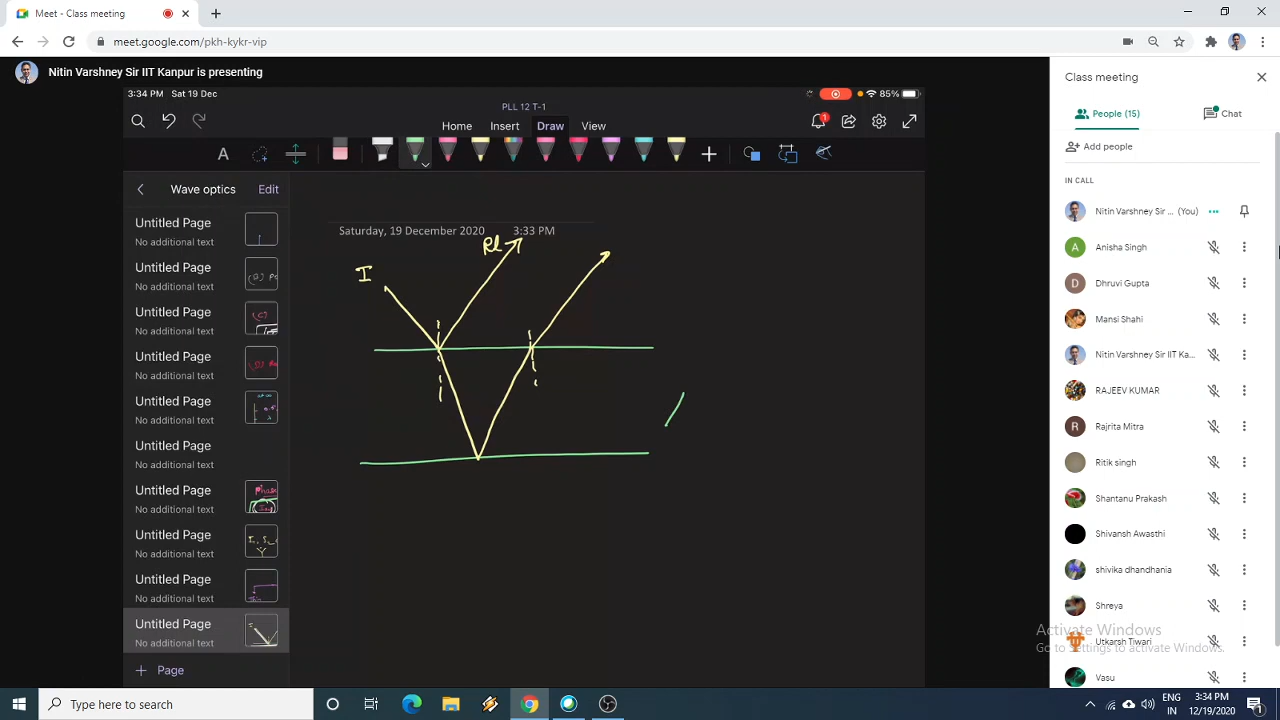 Meet - Class meeting
meet.google.com/pkh-kykr-vip
Nitin Varshney Sir IIT Kanpur is presenting
3:34 PM Sat 19 Dec
85%
PLL 12 T-1
Home Insert Draw View
1
A
Wave optics Edit
Untitled Page
No additional text
Untitled Page
No additional text
Untitled Page
No additional text
Untitled Page
No additional text
Untitled Page
No additional text
Untitled Page
Untitled Page
No additional text
Untitled Page
No additional text
Untitled Page
No additional text
Untitled Page
No additional text
+ Page
Saturday, 19 December 2020 3:33 PM
I
Class meeting
People (15) Chat
Add people
IN CALL
Nitin Varshney Sir ... (You)
A Anisha Singh
D Dhruvi Gupta
Mansi Shahi
Nitin Varshney Sir IIT Ka...
RAJEEV KUMAR
R Rajrita Mitra
Ritik singh
Shantanu Prakash
Shivansh Awasthi
shivika dhandhania
Shreya
Utkarsh Tiwari
Vasu
Activate Windows
Go to Settings to activate Windows.
Type here to search
ENG
IN
3:34 PM
12/19/2020